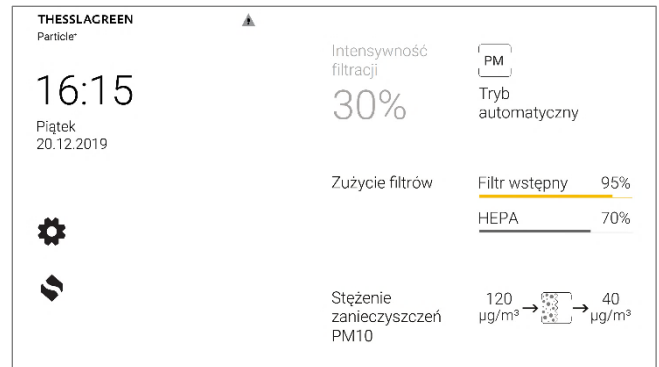 THESSLAGREEN
Particle+
16:15
Piątek
20.12.2019
Intensywność
filtracji
30%
PM
Tryb
automatyczny
Zużycie filtrów
Filtr wstępny 95%
HEPA 70%
Stężenie
zanieczyszczeń
PM10
120
µg/m³
40
µg/m³